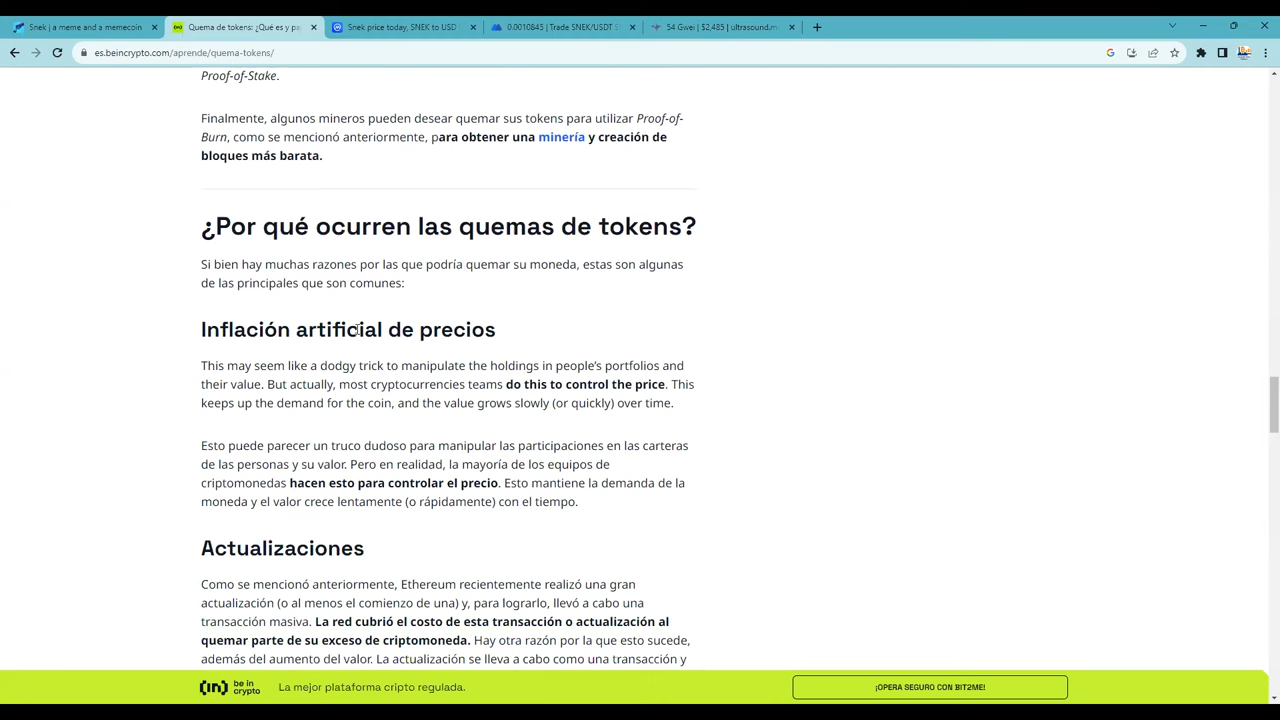 Snek | a meme and a memecoin
Quema de tokens: ¿Qué es y pa
Snek price today, SNEK to USD
0.0010845 | Trade SNEK/USDT
54 Gwei | $2,485 | ultrasound.m
es.beincrypto.com/aprende/quema-tokens/
Proof-of-Stake.
Finalmente, algunos mineros pueden desear quemar sus tokens para utilizar Proof-of-
Burn, como se mencionó anteriormente, para obtener una minería y creación de
bloques más barata.
¿Por qué ocurren las quemas de tokens?
Si bien hay muchas razones por las que podría quemar su moneda, estas son algunas
de las principales que son comunes:
Inflación artificial de precios
This may seem like a dodgy trick to manipulate the holdings in people's portfolios and
their value. But actually, most cryptocurrencies teams do this to control the price. This
keeps up the demand for the coin, and the value grows slowly (or quickly) over time.
Esto puede parecer un truco dudoso para manipular las participaciones en las carteras
de las personas y su valor. Pero en realidad, la mayoría de los equipos de
criptomonedas hacen esto para controlar el precio. Esto mantiene la demanda de la
moneda y el valor crece lentamente (o rápidamente) con el tiempo.
Actualizaciones
Como se mencionó anteriormente, Ethereum recientemente realizó una gran
actualización (o al menos el comienzo de una) y, para lograrlo, llevó a cabo una
transacción masiva. La red cubrió el costo de esta transacción o actualización al
quemar parte de su exceso de criptomoneda. Hay otra razón por la que esto sucede,
además del aumento del valor. La actualización se lleva a cabo como una transacción y
(in) be in
crypto
La mejor plataforma cripto regulada.
¡OPERA SEGURO CON BIT2ME!